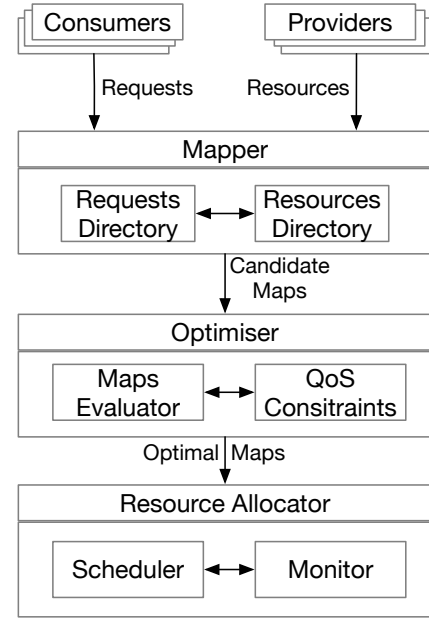 Consumers
Providers
Requests
Resources
Mapper
Requests
Directory
Resources
Directory
Candidate
Maps
Optimiser
Maps
Evaluator
QoS
Consitraints
Optimal Maps
Resource Allocator
Scheduler
Monitor